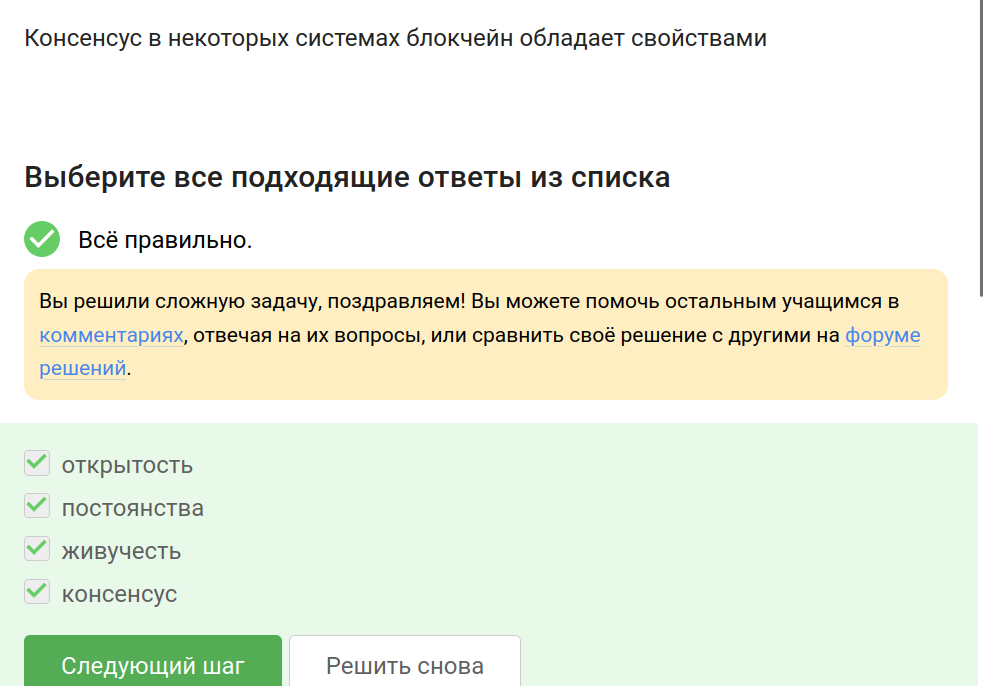 Консенсус в некоторых системах блокчейн обладает свойствами
Выберите все подходящие ответы из списка
Всё правильно.
Вы решили сложную задачу, поздравляем! Вы можете помочь остальным учащимся в
комментариях, отвечая на их вопросы, или сравнить своё решение с другими на форуме
решений.
открытость
постоянства
живучесть
консенсус
Следующий шаг
Решить снова